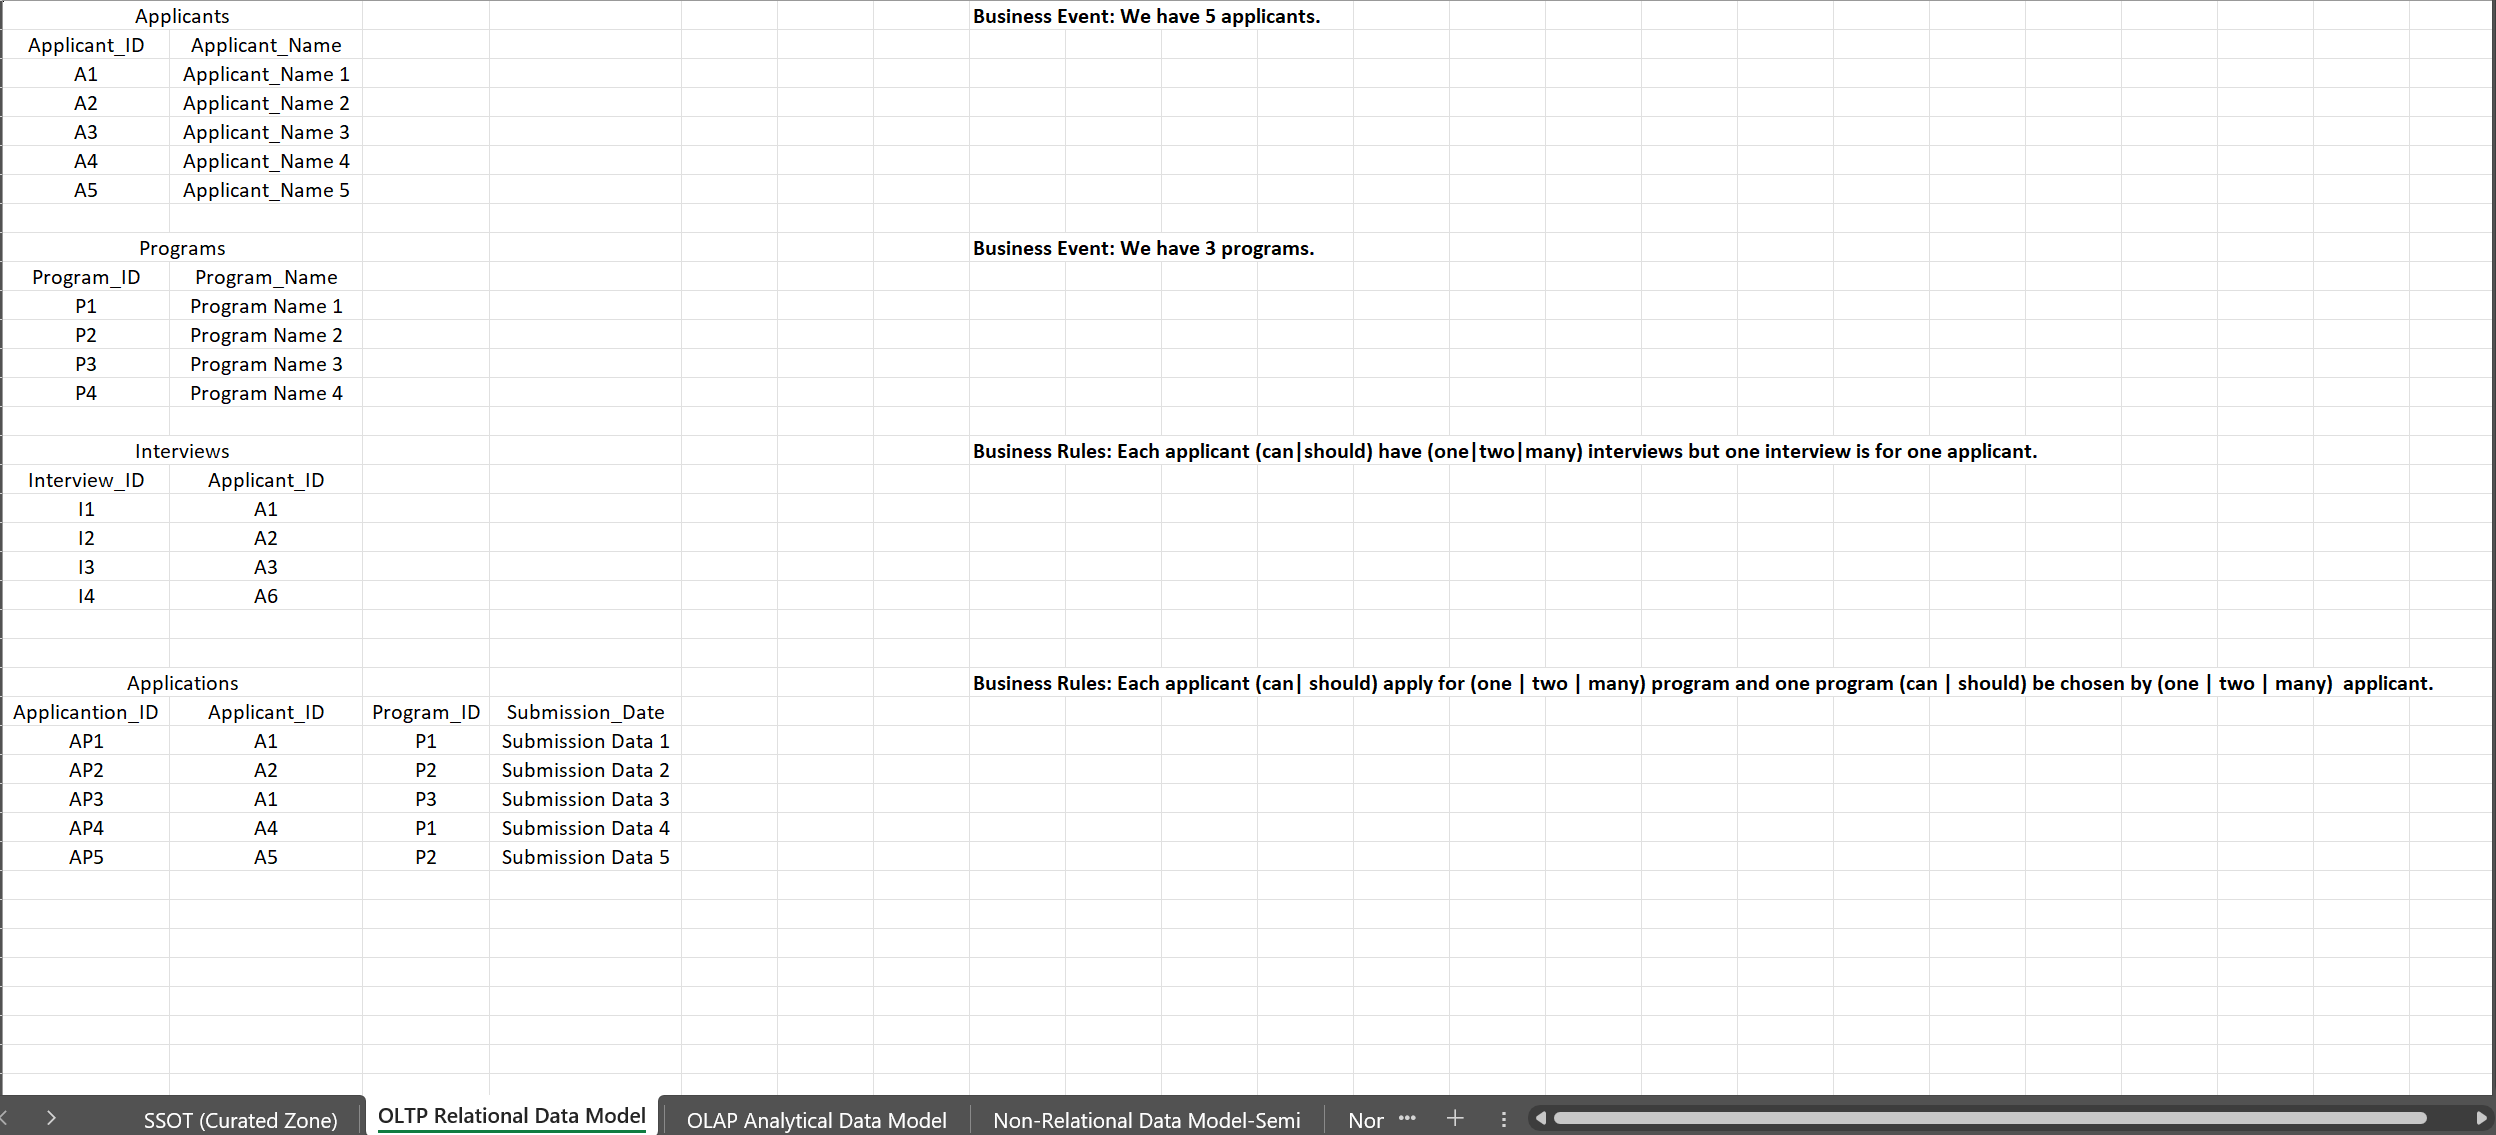 Applicants Business Event: We have 5 applicants.
Applicant_ID Applicant_Name
A1 Applicant_Name 1
A2 Applicant_Name 2
A3 Applicant_Name 3
A4 Applicant_Name 4
A5 Applicant_Name 5
Programs Business Event: We have 3 programs.
Program_ID Program_Name
P1 Program Name 1
P2 Program Name 2
P3 Program Name 3
P4 Program Name 4
Interviews Business Rules: Each applicant (can|should) have (one|two|many) interviews but one interview is for one applicant.
Interview_ID Applicant_ID
I1 A1
I2 A2
I3 A3
I4 A6
Applications Business Rules: Each applicant (can| should) apply for (one | two | many) program and one program (can | should) be chosen by (one | two | many)  applicant.
Applicantion_ID Applicant_ID Program_ID Submission_Date
AP1 A1 P1 Submission Data 1
AP2 A2 P2 Submission Data 2
AP3 A1 P3 Submission Data 3
AP4 A4 P1 Submission Data 4
AP5 A5 P2 Submission Data 5
SSOT (Curated Zone) OLTP Relational Data Model OLAP Analytical Data Model Non-Relational Data Model-Semi Nor